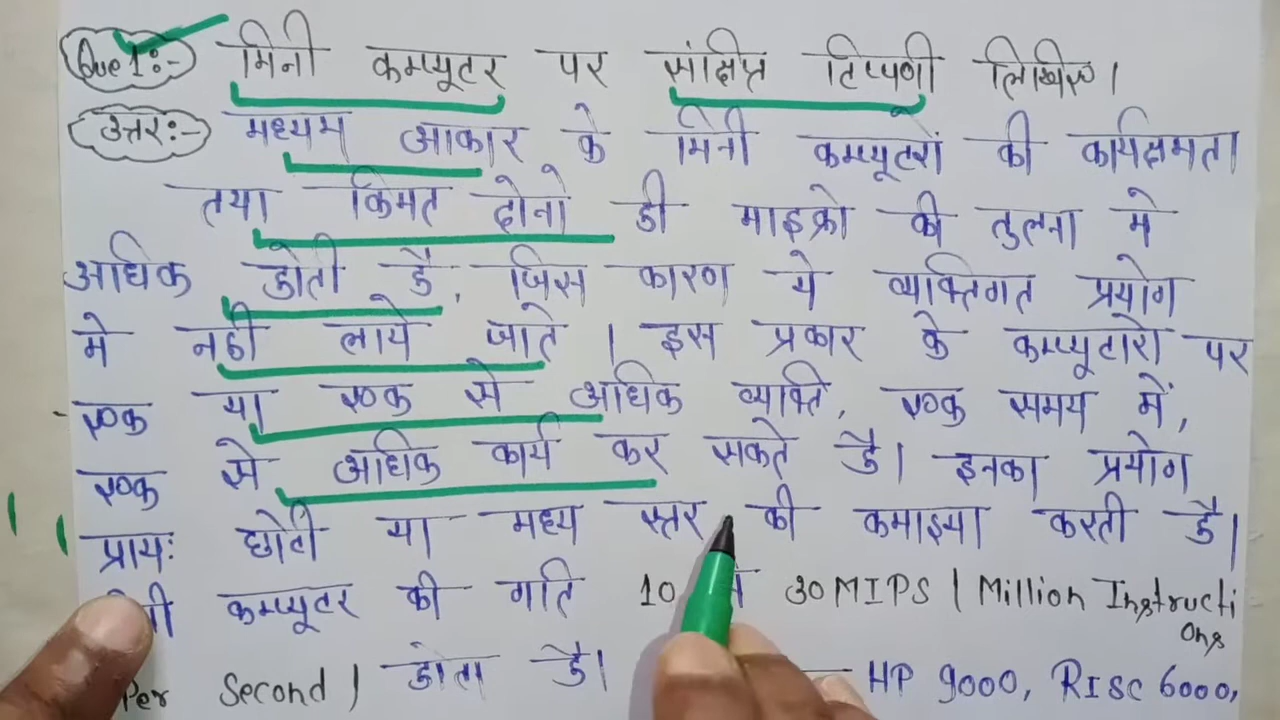 Que 1:- मिनी कम्प्यूटर पर संक्षिप्त टिप्पणी लिखिए।
उत्तर:- मध्यम आकार के मिनी कम्प्यूटरों की कार्यक्षमता
तथा किमत दोनो ही माइक्रो की तुलना मे
अधिक होती है, जिस कारण ये व्यक्तिगत प्रयोग
मे नही लाये जाते । इस प्रकार के कम्प्यूटारो पर
एक या एक से अधिक व्यक्ति, एक समय में,
एक से अधिक कार्य कर सकते है। इनका प्रयोग
प्रायः छोटी या मध्य स्तर की कमाइया करती है।
कम्प्यूटर की गति 10 30 MIPS | Million Instructi
ons
Per Second) होता है।
HP 9000, RISC 6000,